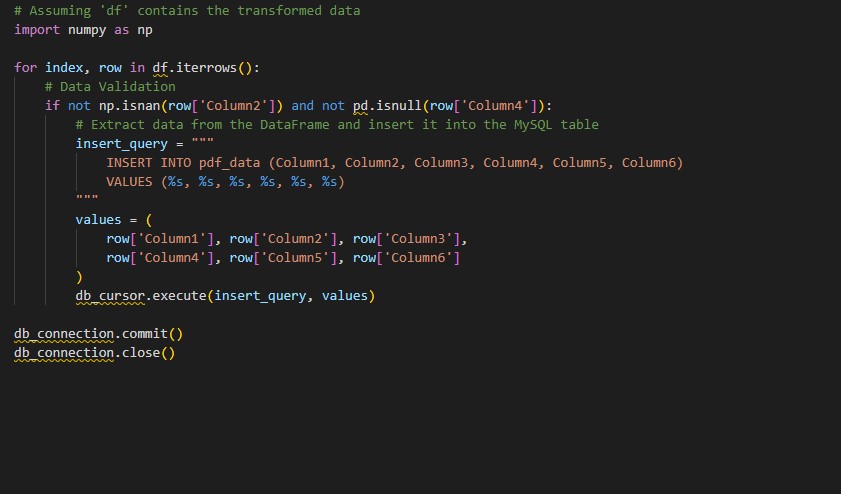 # Assuming 'df' contains the transformed data
import numpy as np
for index, row in df.iterrows():
# Data Validation
if not np.isnan(row['Column2']) and not pd.isnull(row['Column4']):
# Extract data from the DataFrame and insert it into the MySQL table
insert_query = """
INSERT INTO pdf_data (Column1, Column2, Column3, Column4, Column5, Column6)
VALUES (%s, %s, %s, %s, %s, %s)
"""
values = (
row['Column1'], row['Column2'], row['Column3'],
row['Column4'], row['Column5'], row['Column6']
)
db_cursor.execute(insert_query, values)
db_connection.commit()
db_connection.close()